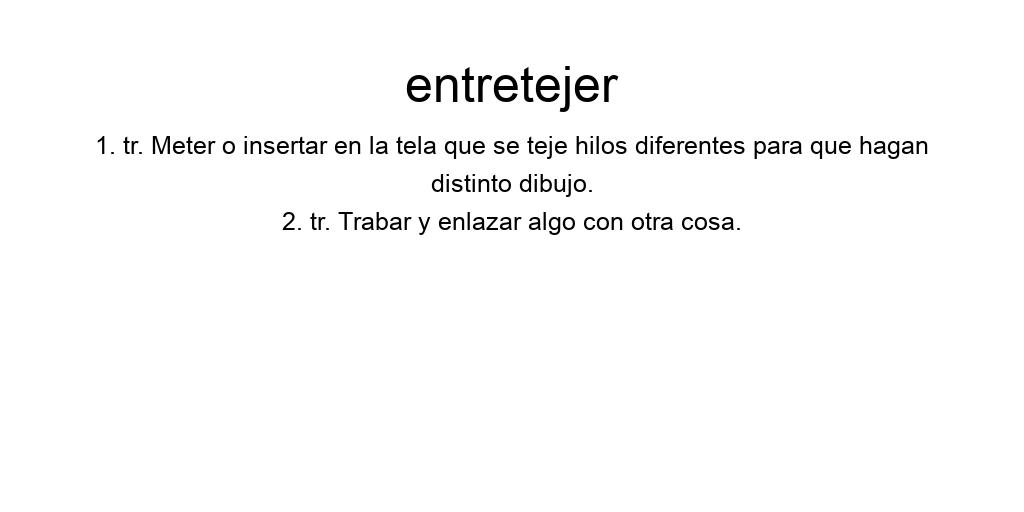 entretejer
1. tr. Meter o insertar en la tela que se teje hilos diferentes para que hagan
distinto dibujo.
2. tr. Trabar y enlazar algo con otra cosa.